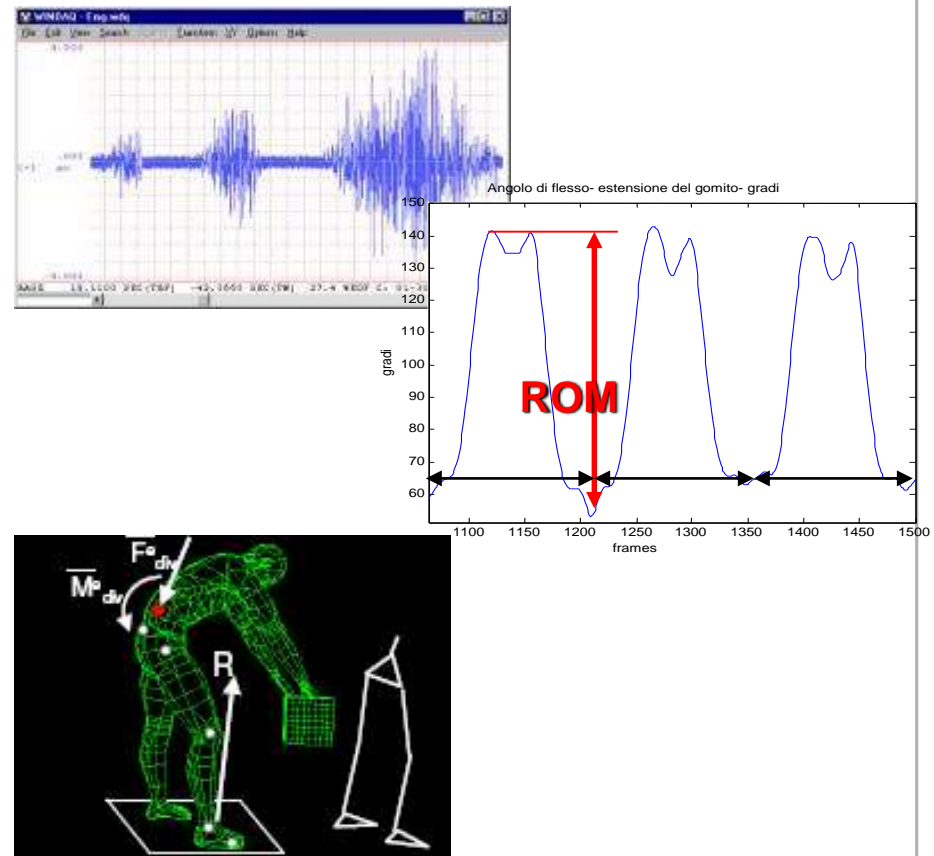 WINDAQ - Emg.wdq
File Edit View Search Options Help
Angolo di flesso- estensione del gomito- gradi
150
140
130
120
110
100
90
80
70
60
gradi
ROM
1100 1150 1200 1250 1300 1350 1400 1450 1500
frames
F
div
M
div
R